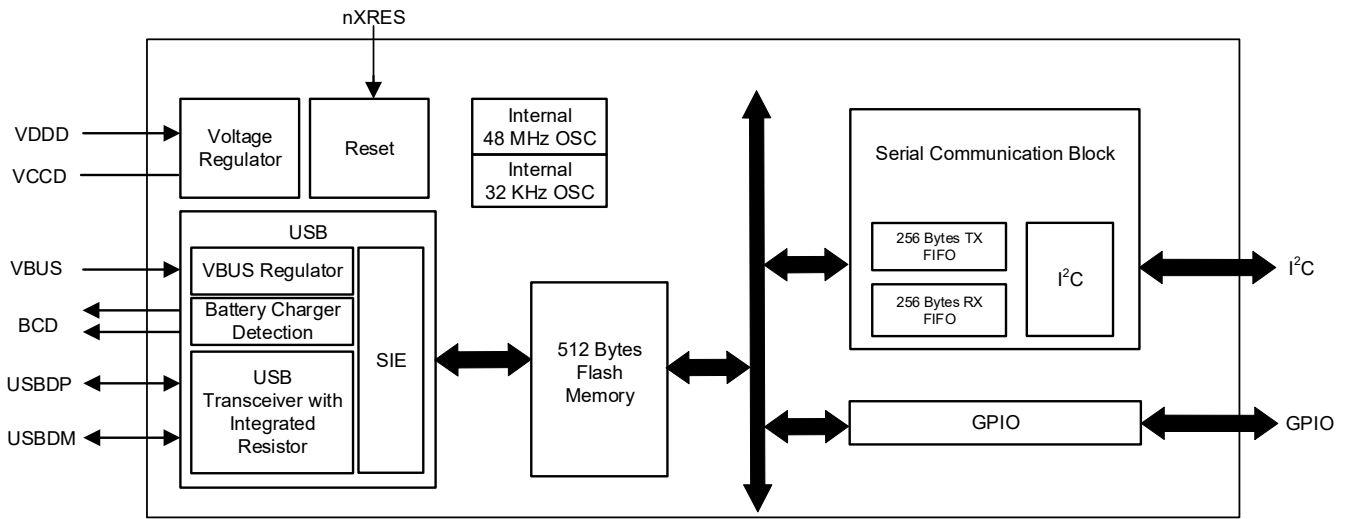 nXRES
VDDD
VCCD
VBUS
BCD
USBDP
USBDM
Voltage
Regulator
Reset
Internal
48 MHz OSC
Internal
32 KHz OSC
USB
VBUS Regulator
Battery Charger
Detection
USB
Transceiver with
Integrated
Resistor
SIE
512 Bytes
Flash
Memory
Serial Communication Block
256 Bytes TX
FIFO
256 Bytes RX
FIFO
I²C
GPIO
I²C
GPIO